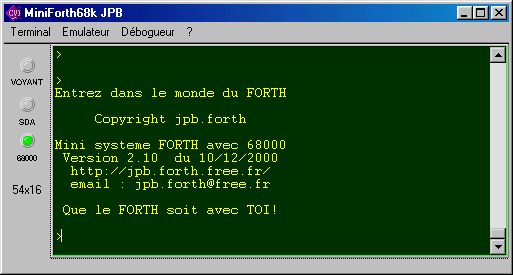 MiniForth68k JPB
Terminal Emulateur Débogueur ?
>
>
Entrez dans le monde du FORTH
Copyright jpb.forth
Mini systeme FORTH avec 68000
Version 2.10 du 10/12/2000
http://jpb.forth.free.fr/
email : jpb.forth@free.fr
Que le FORTH soit avec TOI!
>
VOYANT
SDA
68000
54x16